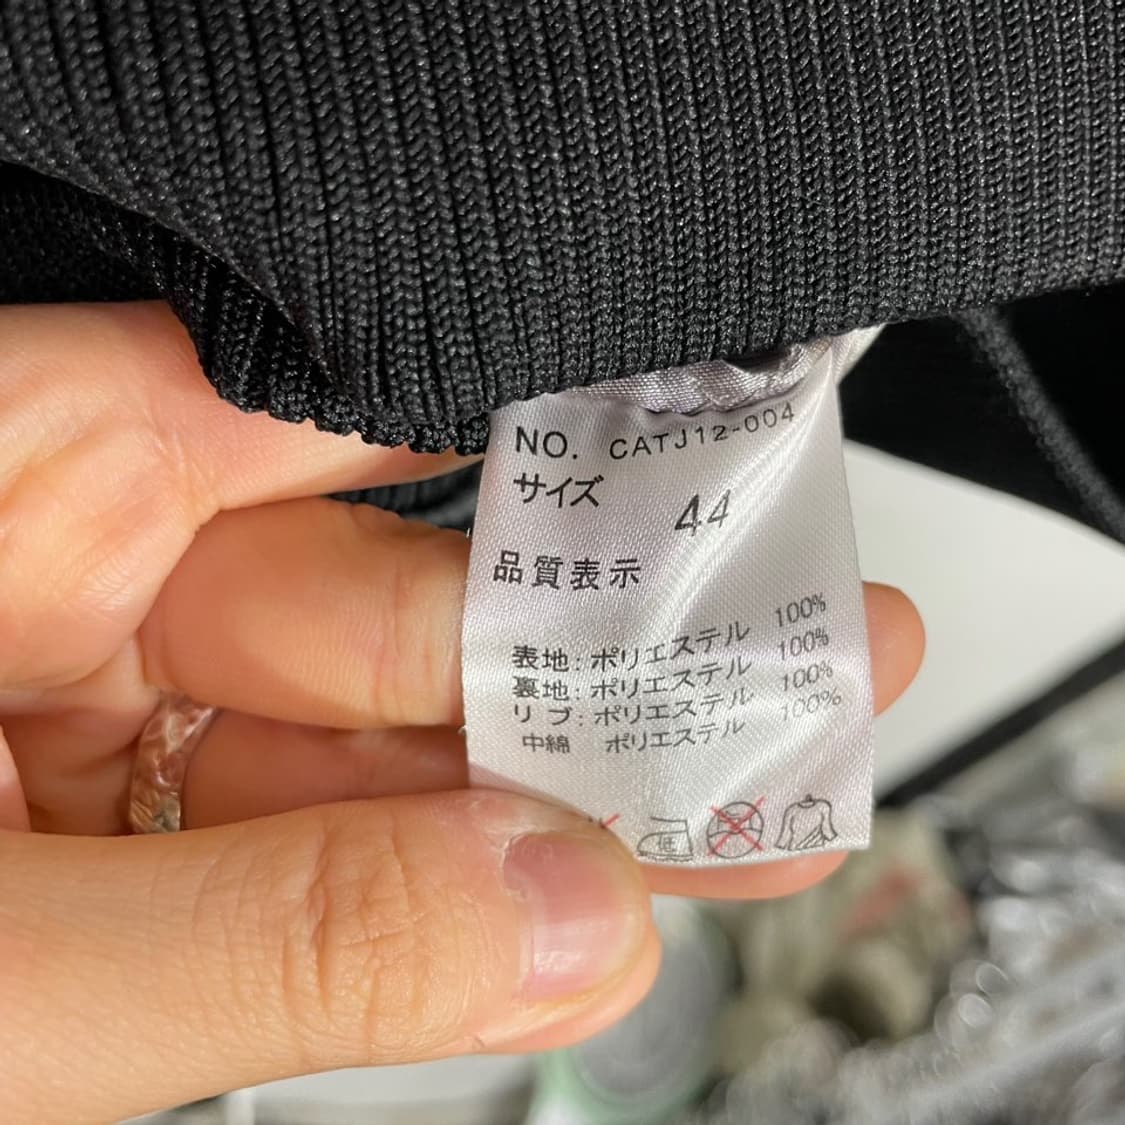 NO. CATJ12-004
サイズ 44
品質表示
表地:ポリエステル 100%
裏地:ポリエステル 100%
リブ:ポリエステル 100%
中綿 ポリエステル 100%
低